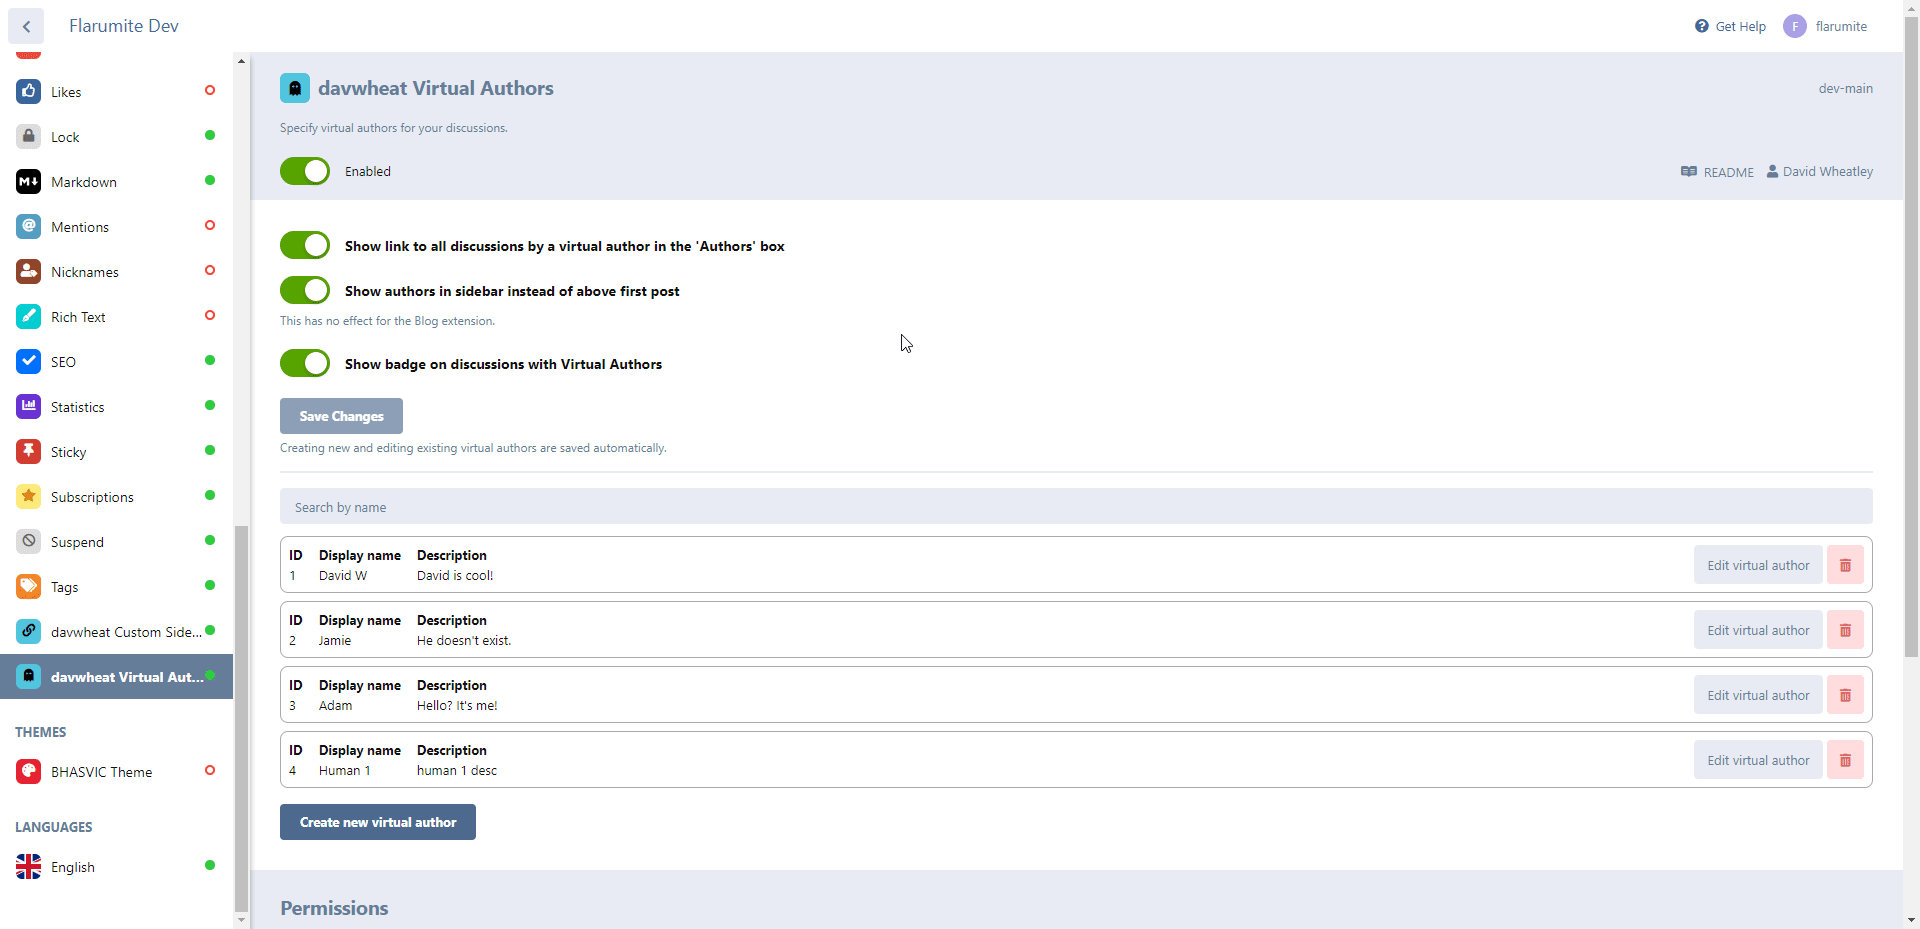 Flarumite Dev
Get Help
F
flarumite
Likes
Lock
Markdown
Mentions
Nicknames
Rich Text
SEO
Statistics
Sticky
Subscriptions
Suspend
Tags
davwheat Custom Side...
davwheat Virtual Aut...
THEMES
BHASVIC Theme
LANGUAGES
English
davwheat Virtual Authors
dev-main
Specify virtual authors for your discussions.
Enabled
README
David Wheatley
Show link to all discussions by a virtual author in the 'Authors' box
Show authors in sidebar instead of above first post
This has no effect for the Blog extension.
Show badge on discussions with Virtual Authors
Save Changes
Creating new and editing existing virtual authors are saved automatically.
Search by name
ID Display name Description
1 David W David is cool!
Edit virtual author
ID Display name Description
2 Jamie He doesn't exist.
Edit virtual author
ID Display name Description
3 Adam Hello? It's me!
Edit virtual author
ID Display name Description
4 Human 1 human 1 desc
Edit virtual author
Create new virtual author
Permissions